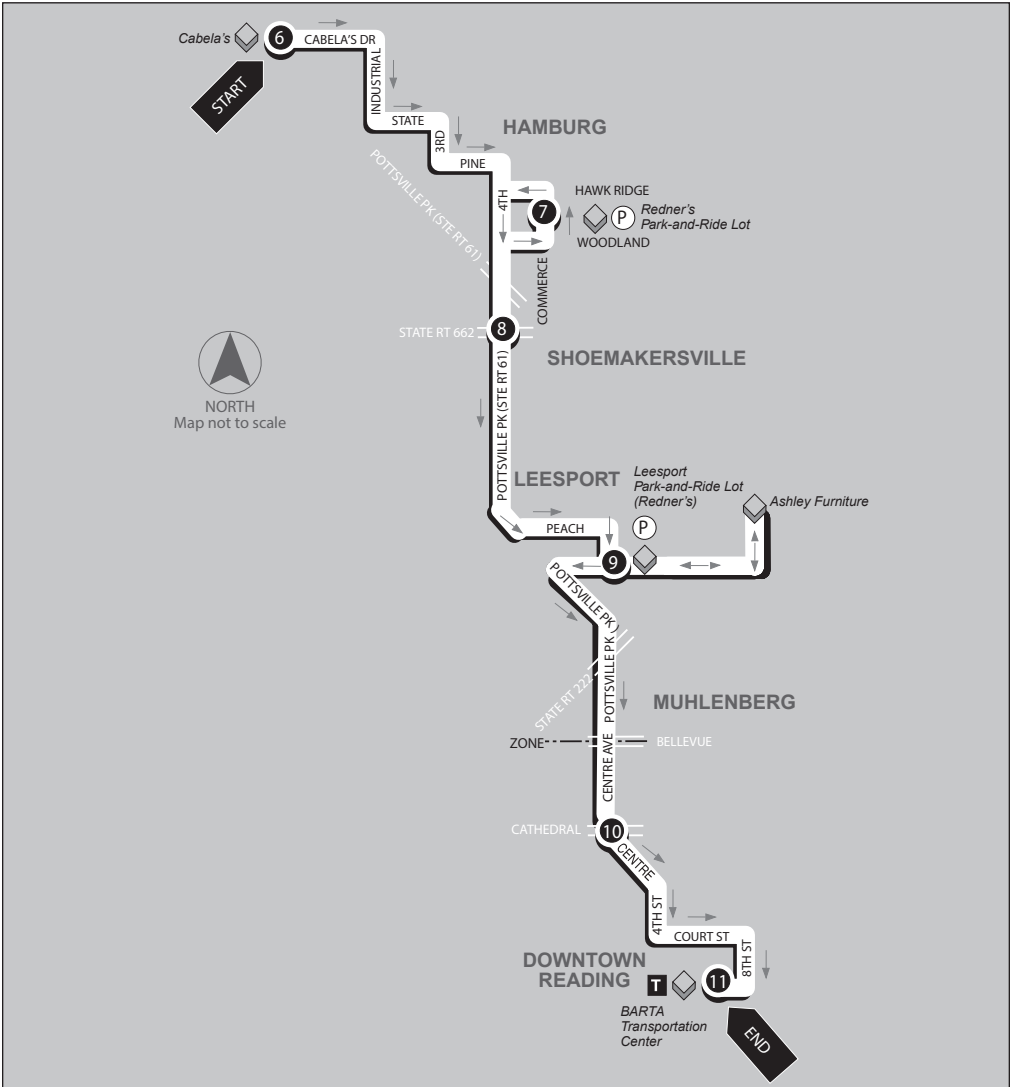 Cabela's
6
CABELA'S DR
START
INDUSTRIAL
STATE
HAMBURG
3RD
PINE
POTTSVILLE PK (STE RT 61)
4TH
HAWK RIDGE
7
P
Redner's
Park-and-Ride Lot
WOODLAND
COMMERCE
STATE RT 662
8
SHOEMAKERSVILLE
NORTH
Map not to scale
POTTSVILLE PK (STE RT 61)
LEESPORT
Leesport
Park-and-Ride Lot
(Redner's)
P
Ashley Furniture
PEACH
9
POTTSVILLE PK)
POTTSVILLE PK
STATE RT 222
MUHLENBERG
ZONE
BELLEVUE
CENTRE AVE
CATHEDRAL
10
CENTRE
4TH ST
COURT ST
8TH ST
DOWNTOWN
READING
T
11
BARTA
Transportation
Center
END